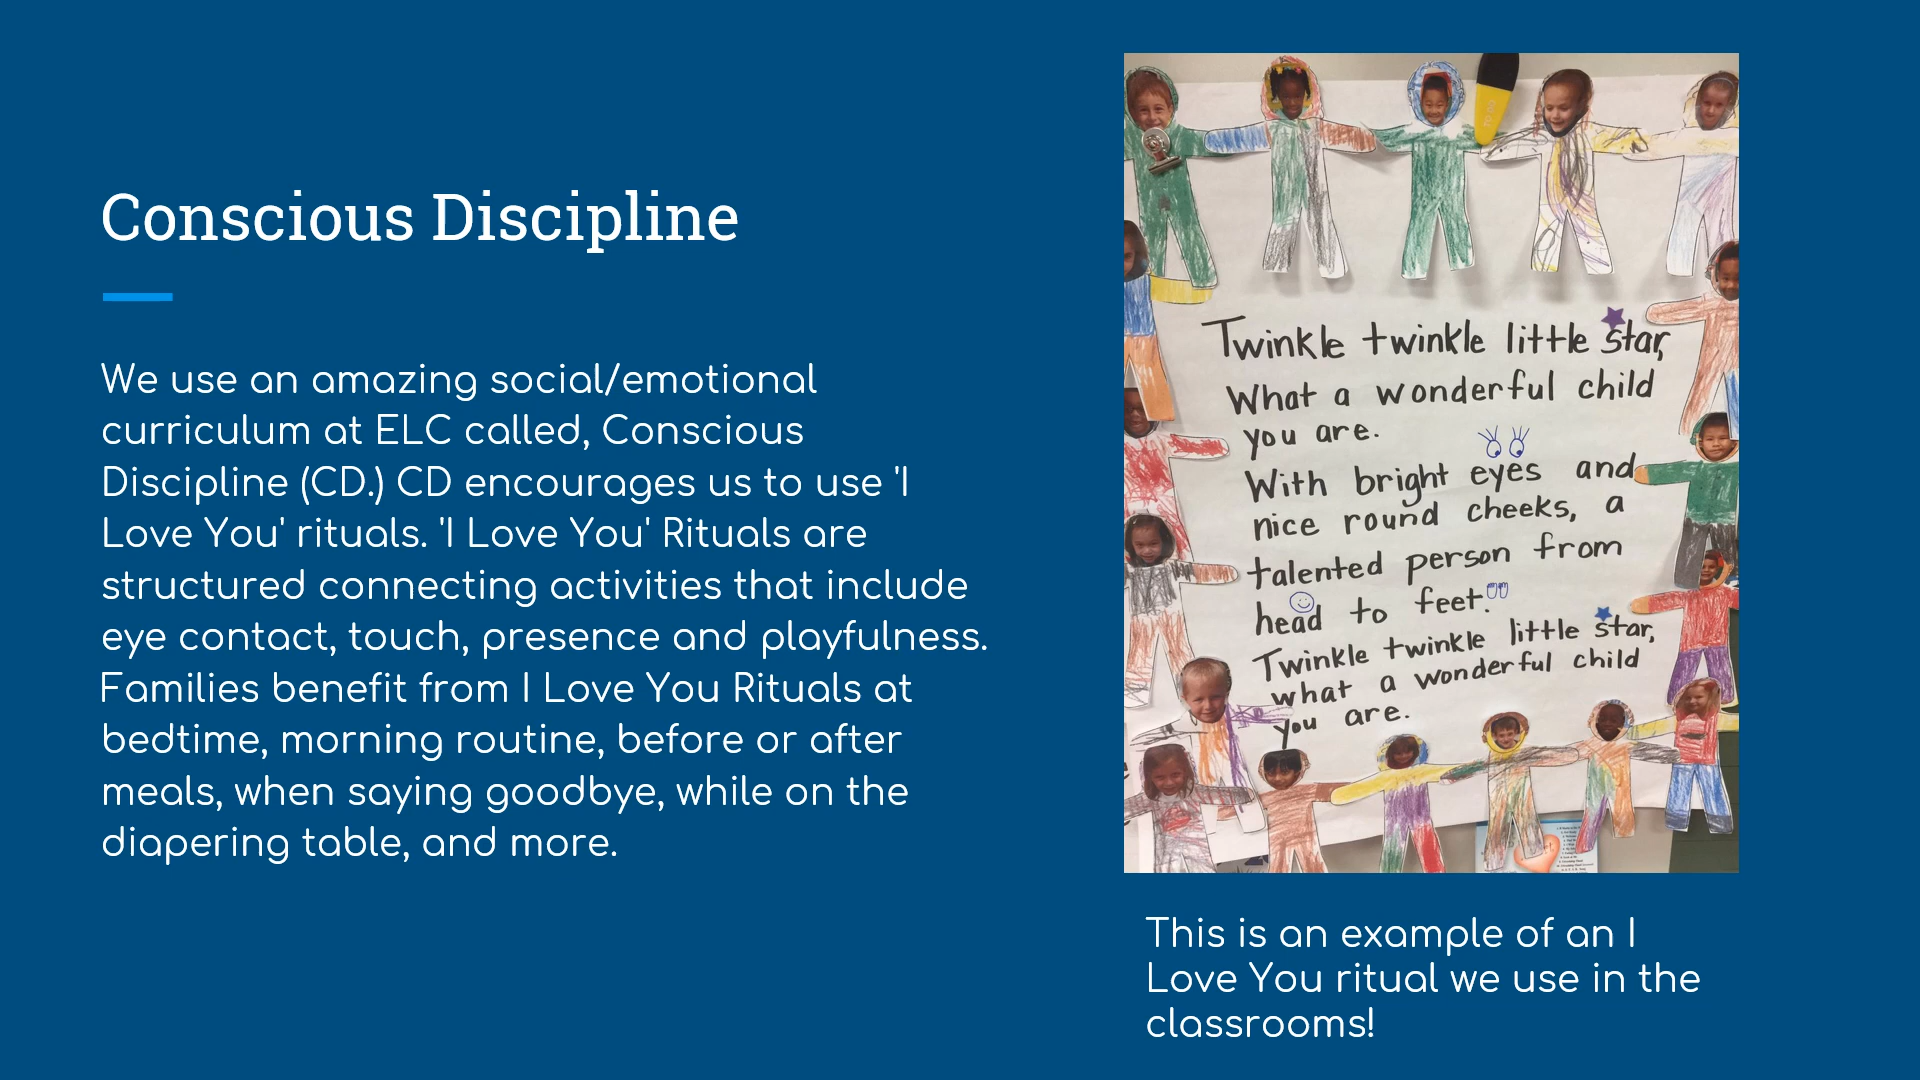 Conscious Discipline
We use an amazing social/emotional
curriculum at ELC called, Conscious
Discipline (CD.) CD encourages us to use 'I
Love You' rituals. 'I Love You' Rituals are
structured connecting activities that include
eye contact, touch, presence and playfulness.
Families benefit from I Love You Rituals at
bedtime, morning routine, before or after
meals, when saying goodbye, while on the
diapering table, and more.
Twinkle twinkle little star,
What a wonderful child
you are.
With bright eyes and
nice round cheeks, a
talented person from
head to feet.
Twinkle twinkle little star,
what a wonderful child
you are.
This is an example of an I
Love You ritual we use in the
classrooms!